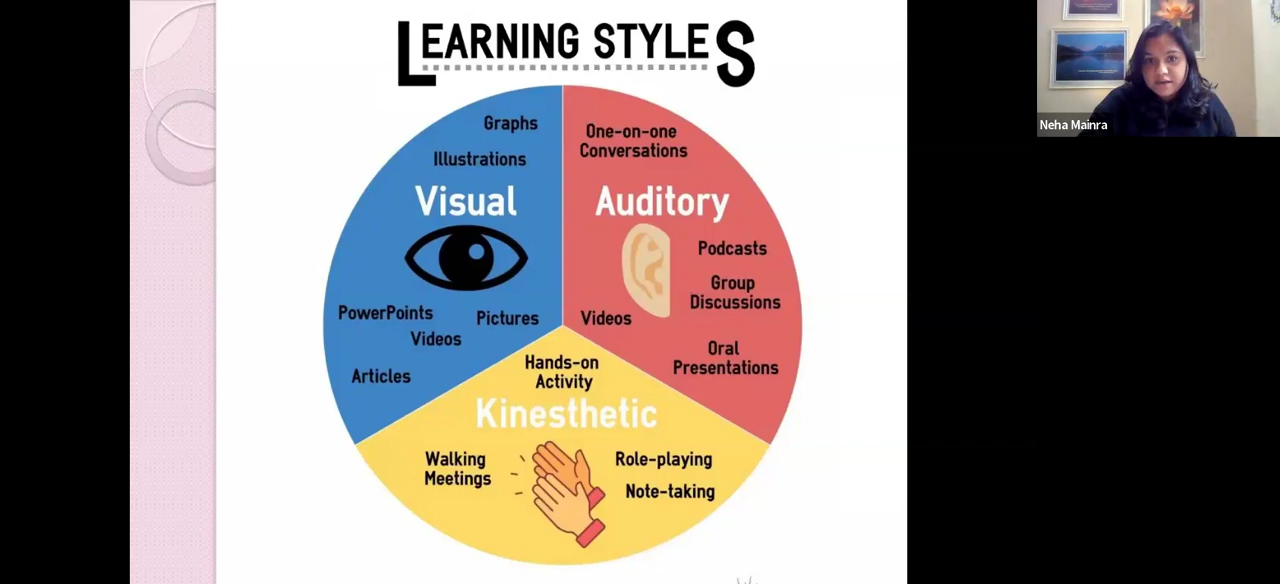 LEARNING STYLES
Graphs
Illustrations
Visual
PowerPoints
Videos
Pictures
Articles
One-on-one
Conversations
Auditory
Podcasts
Group
Discussions
Videos
Oral
Presentations
Hands-on
Activity
Kinesthetic
Walking
Meetings
Role-playing
Note-taking
Neha Mainra